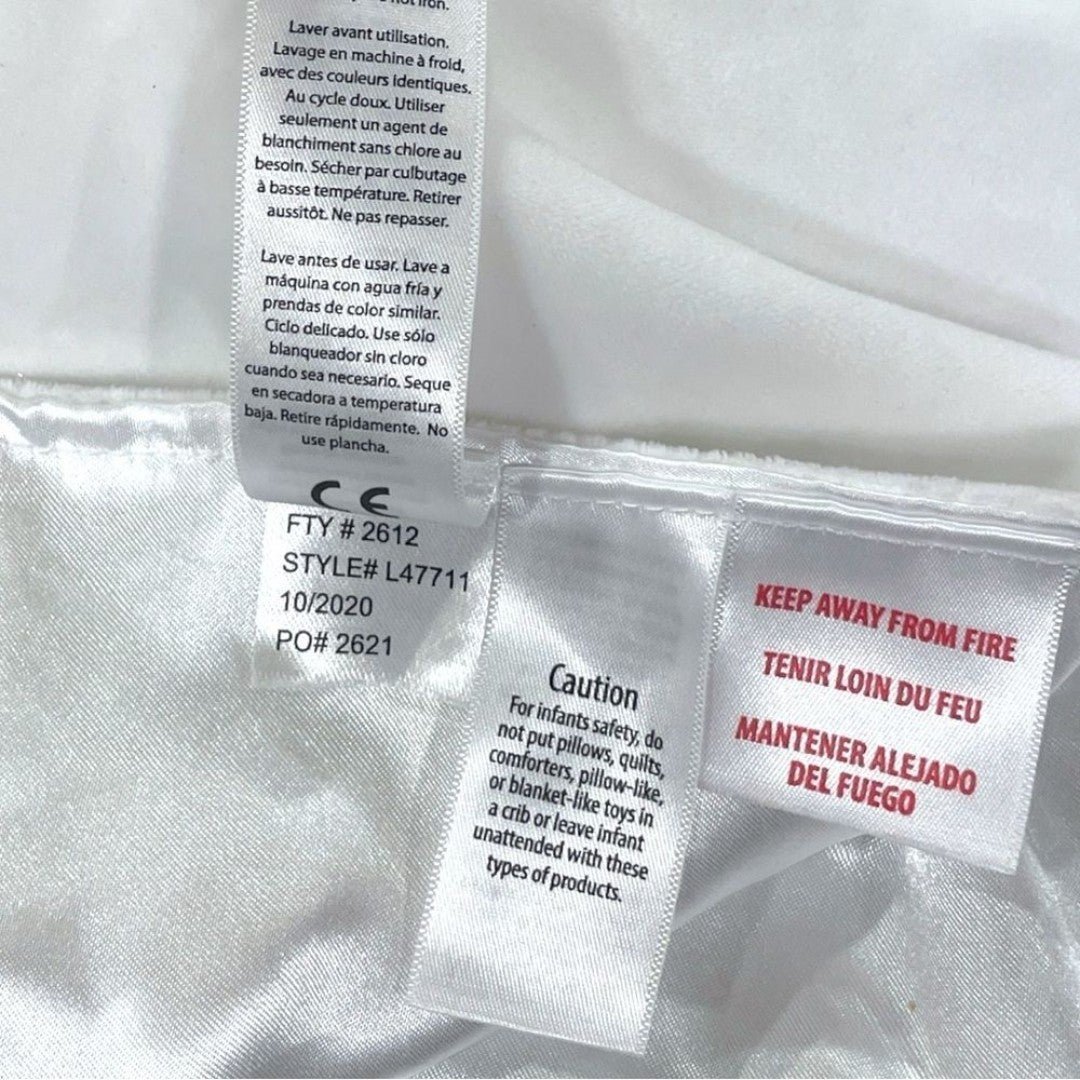 not iron.
Laver avant utilisation.
Lavage en machine à froid,
avec des couleurs identiques.
Au cycle doux. Utiliser
seulement un agent de
blanchiment sans chlore au
besoin. Sécher par culbutage
à basse température. Retirer
aussitôt. Ne pas repasser.
Lave antes de usar. Lave a
máquina con agua fría y
prendas de color similar.
Ciclo delicado. Use sólo
blanqueador sin cloro
cuando sea necesario. Seque
en secadora a temperatura
baja. Retire rápidamente. No
use plancha.
CE
FTY # 2612
STYLE# L47711
10/2020
PO# 2621
Caution
For infants safety, do
not put pillows, quilts,
comforters, pillow-like,
or blanket-like toys in
a crib or leave infant
unattended with these
types of products.
KEEP AWAY FROM FIRE
TENIR LOIN DU FEU
MANTENER ALEJADO
DEL FUEGO